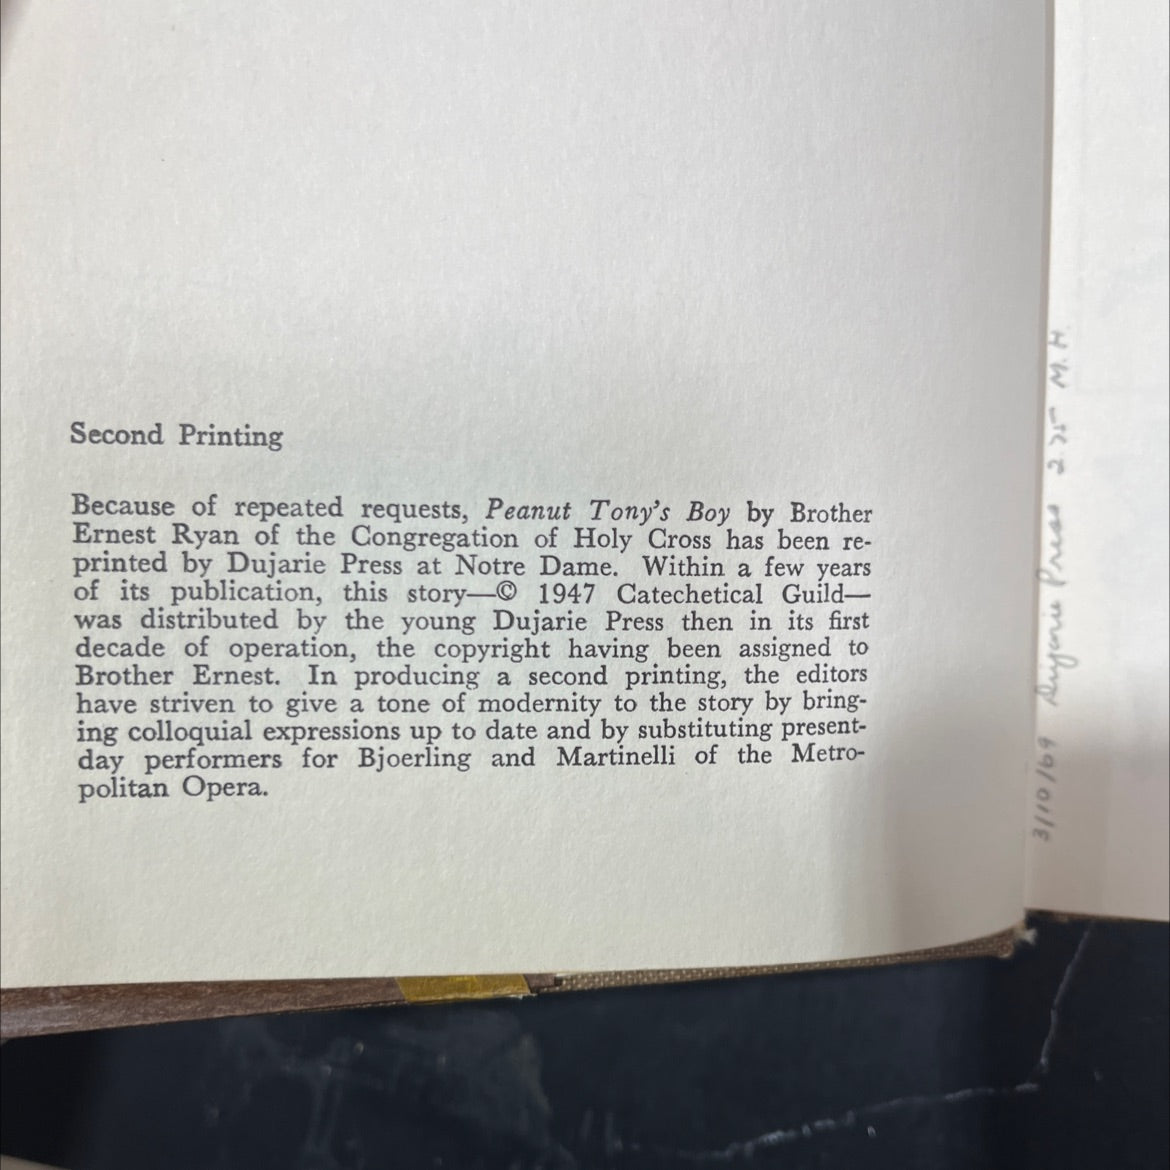 Second Printing
Because of repeated requests, Peanut Tony's Boy by Brother
Ernest Ryan of the Congregation of Holy Cross has been re-
printed by Dujarie Press at Notre Dame. Within a few years
of its publication, this story—© 1947 Catechetical Guild—
was distributed by the young Dujarie Press then in its first
decade of operation, the copyright having been assigned to
Brother Ernest. In producing a second printing, the editors
have striven to give a tone of modernity to the story by bring-
ing colloquial expressions up to date and by substituting present-
day performers for Bjoerling and Martinelli of the Metro-
politan Opera.
3/10/69 Dujarie Press 2.75 M.H.